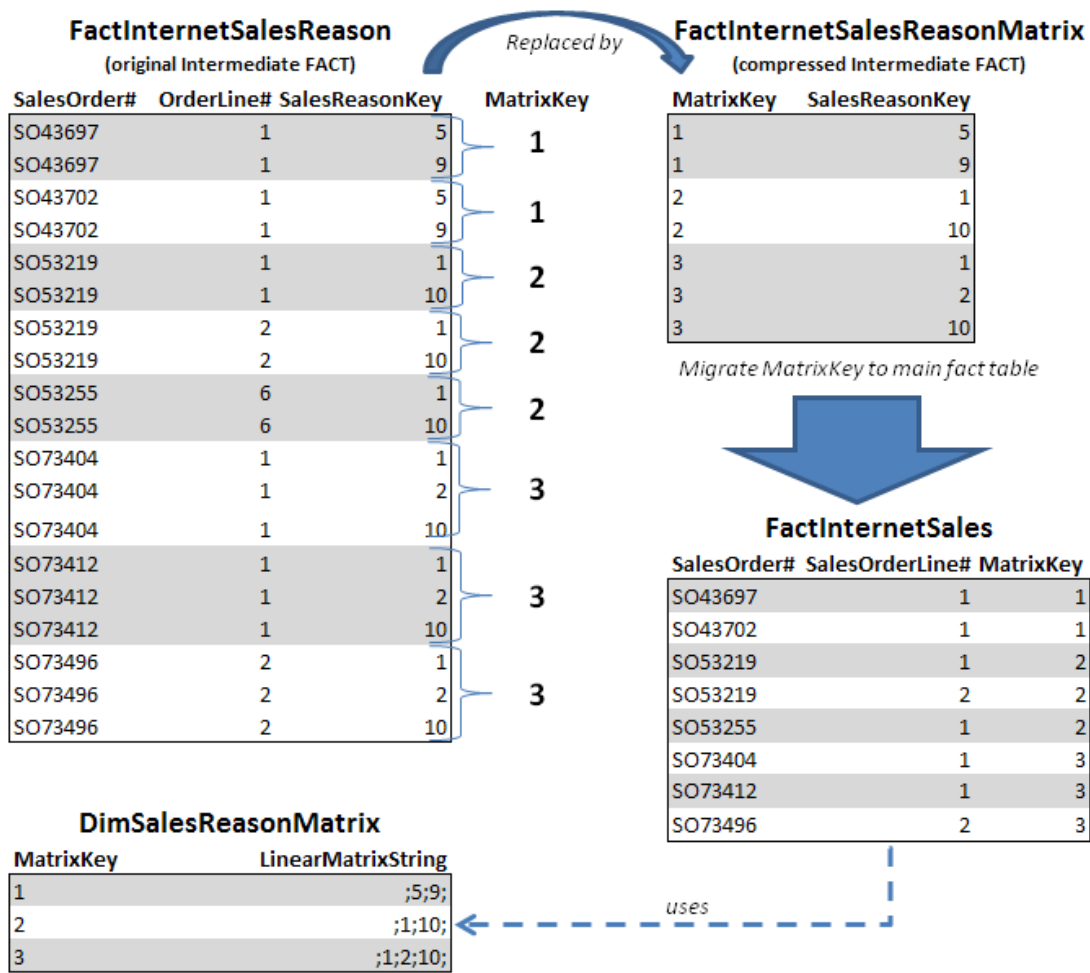 FactInternetSalesReason
(original Intermediate FACT)
SalesOrder# OrderLine# SalesReasonKey
SO43697 1 5
SO43697 1 9
SO43702 1 5
SO43702 1 9
SO53219 1 1
SO53219 1 10
SO53219 2 1
SO53219 2 10
SO53255 6 1
SO53255 6 10
SO73404 1 1
SO73404 1 2
SO73404 1 10
SO73412 1 1
SO73412 1 2
SO73412 1 10
SO73496 2 1
SO73496 2 2
SO73496 2 10
MatrixKey
1
1
2
2
2
3
3
3
Replaced by
FactInternetSalesReasonMatrix
(compressed Intermediate FACT)
MatrixKey SalesReasonKey
1 5
1 9
2 1
2 10
3 1
3 2
3 10
Migrate MatrixKey to main fact table
FactInternetSales
SalesOrder# SalesOrderLine# MatrixKey
SO43697 1 1
SO43702 1 1
SO53219 1 2
SO53219 2 2
SO53255 1 2
SO73404 1 3
SO73412 1 3
SO73496 2 3
uses
DimSalesReasonMatrix
MatrixKey LinearMatrixString
1 ;5;9;
2 ;1;10;
3 ;1;2;10;